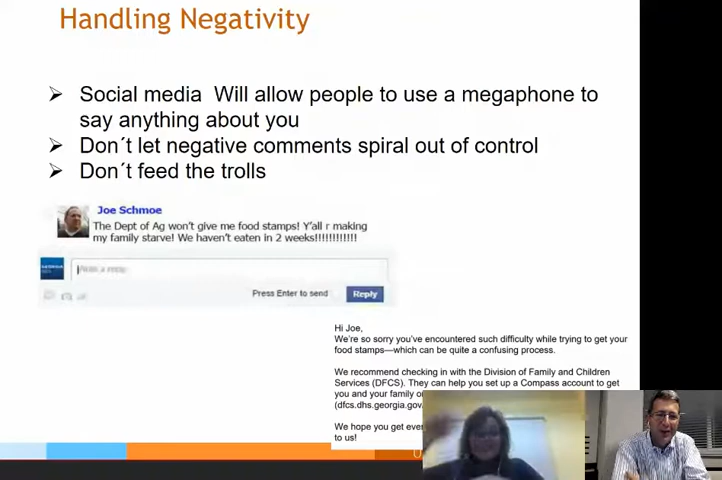 Handling Negativity
➢ Social media Will allow people to use a megaphone to
say anything about you
➢ Don´t let negative comments spiral out of control
➢ Don´t feed the trolls
Joe Schmoe
The Dept of Ag won't give me food stamps! Y'all r making
my family starve! We haven't eaten in 2 weeks!!!!!!!!!!!!
Press Enter to send
Reply
Hi Joe,
We're so sorry you've encountered such difficulty while trying to get your
food stamps—which can be quite a confusing process.
We recommend checking in with the Division of Family and Children
Services (DFCS). They can help you set up a Compass account to get
you and your family
(dfcs.dhs.georgia.gov
We hope you get
to us!